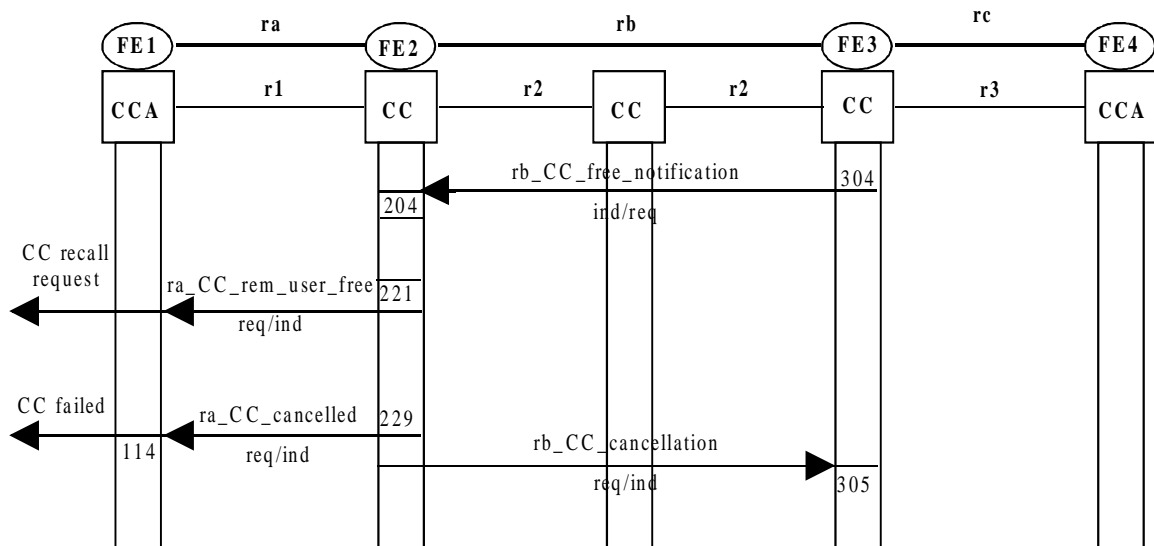 ra
rb
rc
FE1
FE2
FE3
FE4
r1
r2
r2
r3
CCA
CC
CC
CC
CCA
rb_CC_free_notification
304
204
ind/req
CC recall
request
ra_CC_rem_user_free
221
req/ind
CC failed
ra_CC_cancelled
229
114
req/ind
rb_CC_cancellation
req/ind
305